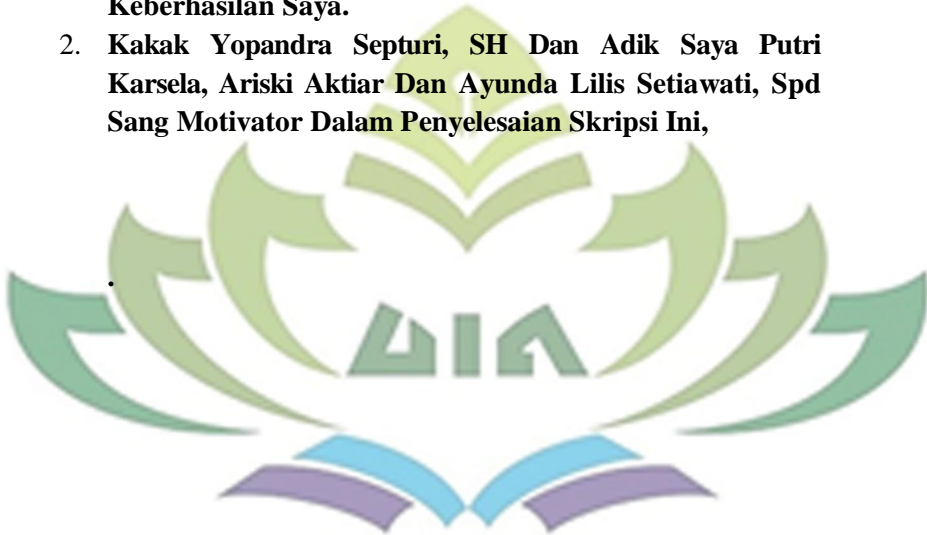 Keberhasilan Saya.
2. Kakak Yopandra Septuri, SH Dan Adik Saya Putri
Karsela, Ariski Aktiar Dan Ayunda Lilis Setiawati, Spd
Sang Motivator Dalam Penyelesaian Skripsi Ini,
.
UIN